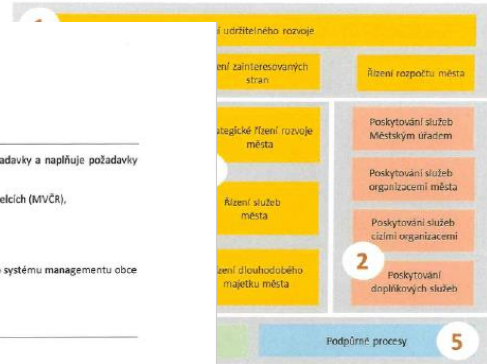 í udržitelného rozvoje
ení zainteresovaných
stran
Řízení rozpočtu města
adavky a naplňuje požadavky
elcích (MVČR),
systému managementu obce
ategické řízení rozvoje
města
Řízení služeb
města
zení dlouhodobého
majetku města
Poskytování služeb
Městským úřadem
Poskytování služeb
organizacemi města
Poskytování služeb
cizími organizacemi
2
Poskytování
doplňkových služeb
Podpůrné procesy
5